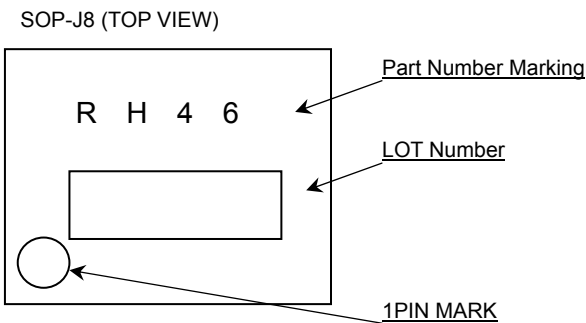 SOP-J8 (TOP VIEW)
Part Number Marking
R H 4 6
LOT Number
1PIN MARK